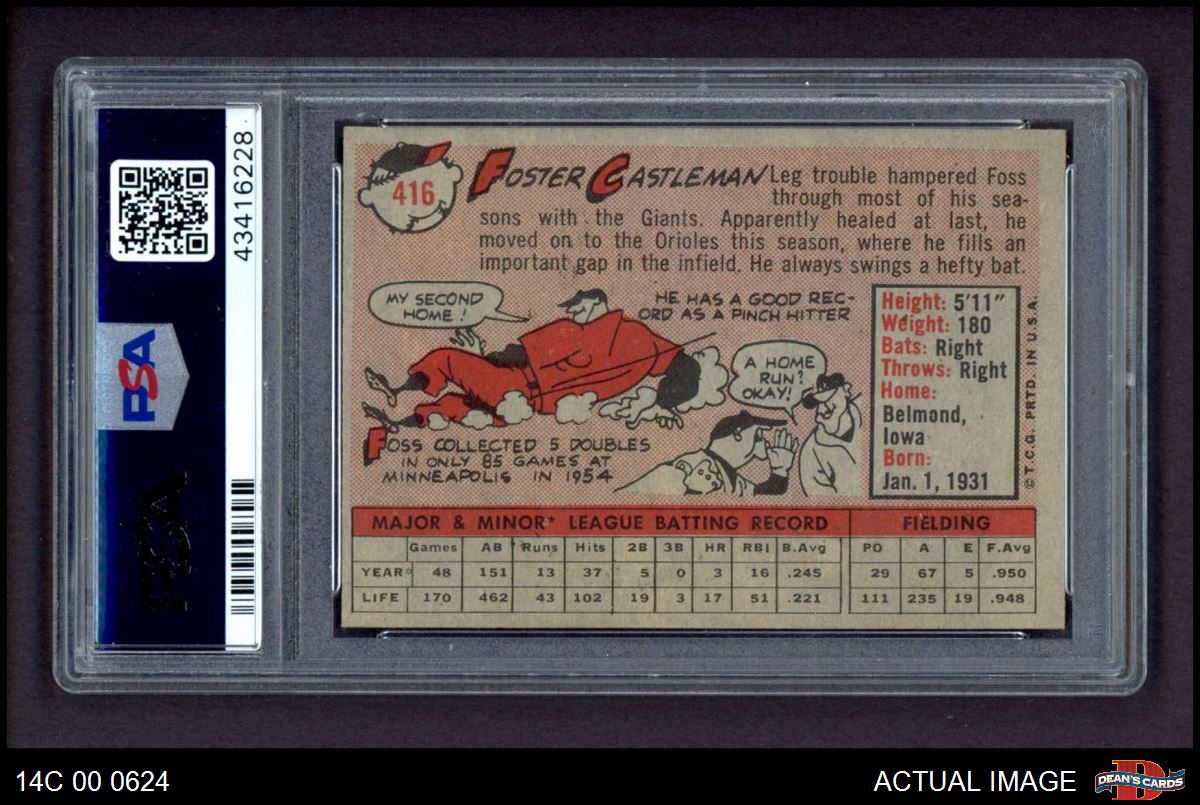 43416228
PSA
PSA
416
FOSTER CASTLEMAN Leg trouble hampered Foss
through most of his sea-
sons with the Giants. Apparently healed at last, he
moved on to the Orioles this season, where he fills an
important gap in the infield. He always swings a hefty bat.
MY SECOND
HOME!
HE HAS A GOOD REC-
ORD AS A PINCH HITTER
A HOME
RUN?
OKAY!
FOSS COLLECTED 5 DOUBLES
IN ONLY 85 GAMES AT
MINNEAPOLIS IN 1954
Height: 5'11"
Weight: 180
Bats: Right
Throws: Right
Home:
Belmond,
Iowa
Born:
Jan. 1, 1931
©T.C.G. PRTD. IN U.S.A.
MAJOR & MINOR* LEAGUE BATTING RECORD FIELDING
Games AB Runs Hits 2B 3B HR RBI B.Avg PO A E F.Avg
YEAR 48 151 13 37 5 0 3 16 .245 29 67 5 .950
LIFE 170 462 43 102 19 3 17 51 .221 111 235 19 .948
14C 00 0624
ACTUAL IMAGE
DEAN'S CARDS